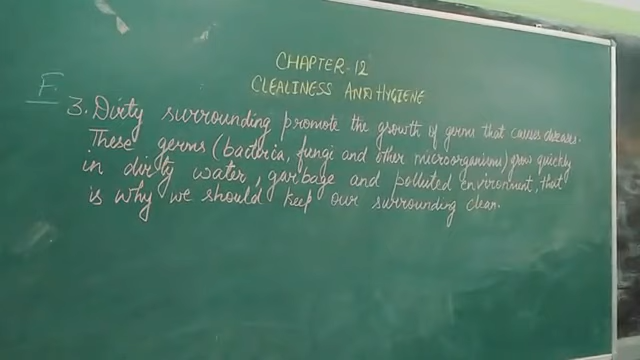 CHAPTER-12
CLEALINESS AND HYGIENE
F.
3. Dirty surrounding promote the growth of germs that causes diseases.
These germs (bacteria, fungi and other microorganisms) grow quickly
in dirty water, garbage and polluted environment, that
is why we should keep our surrounding clean.